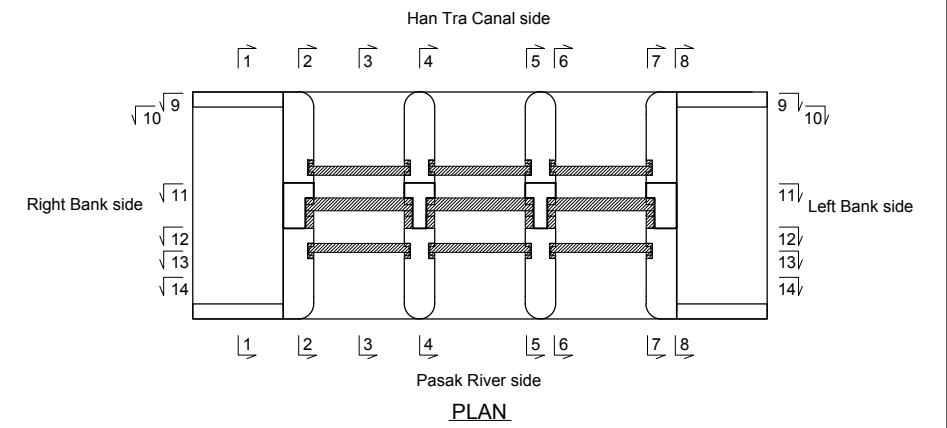 Han Tra Canal side
1 2 3 4 5 6 7 8
9 9
10 10
11 11
Right Bank side Left Bank side
12 12
13 13
14 14
1 2 3 4 5 6 7 8
Pasak River side
PLAN